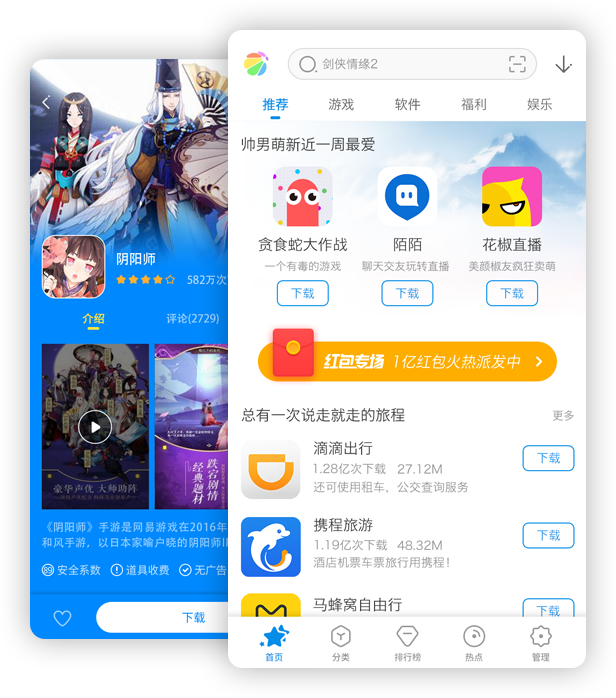 阴阳师
582万次
介绍
评论(2729)
豪华声优 大师助阵
跌宕剧情
经典题材
《阴阳师》手游是网易游戏在2016年
和风手游，以日本家喻户晓的阴阳师
安全系数
道具收费
无广告
下载
剑侠情缘2
推荐
游戏
软件
福利
娱乐
帅男萌新近一周最爱
贪食蛇大作战
陌陌
花椒直播
一个有毒的游戏
聊天交友玩转直播
美颜椒友疯狂卖萌
下载
下载
下载
红包专场 1亿红包火热派发中
总有一次说走就走的旅程
更多
滴滴出行
1.28亿次下载 27.12M
还可使用租车，公交查询服务
下载
携程旅游
1.19亿次下载 48.32M
酒店机票车票旅行用携程！
下载
马蜂窝自由行
下载
首页
分类
排行榜
热点
管理